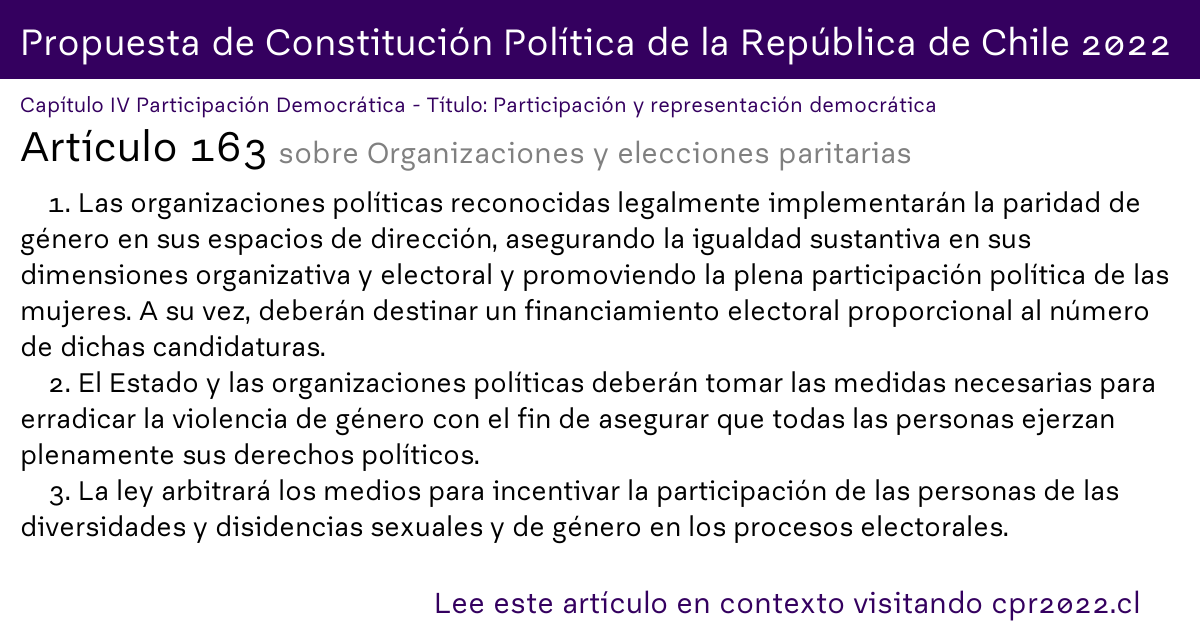 Propuesta de Constitución Política de la República de Chile 2022
Capítulo IV Participación Democrática - Título: Participación y representación democrática
Artículo 163 sobre Organizaciones y elecciones paritarias
1. Las organizaciones políticas reconocidas legalmente implementarán la paridad de
género en sus espacios de dirección, asegurando la igualdad sustantiva en sus
dimensiones organizativa y electoral y promoviendo la plena participación política de las
mujeres. A su vez, deberán destinar un financiamiento electoral proporcional al número
de dichas candidaturas.
2. El Estado y las organizaciones políticas deberán tomar las medidas necesarias para
erradicar la violencia de género con el fin de asegurar que todas las personas ejerzan
plenamente sus derechos políticos.
3. La ley arbitrará los medios para incentivar la participación de las personas de las
diversidades y disidencias sexuales y de género en los procesos electorales.
Lee este artículo en contexto visitando cpr2022.cl